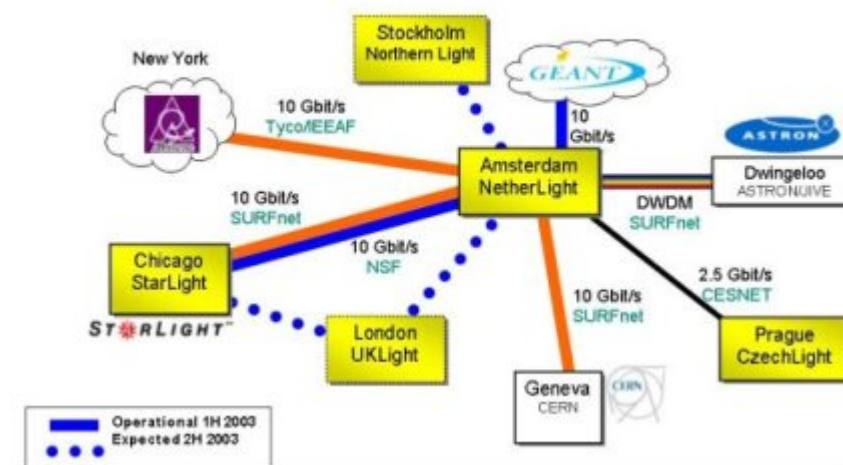 Stockholm
Northern Light
New York
GEANT
10 Gbit/s
Tyco/IEEAF
10
Gbit/s
ASTRON
Amsterdam
NetherLight
Dwingeloo
ASTRON/JIVE
10 Gbit/s
SURFnet
DWDM
SURFnet
10 Gbit/s
NSF
Chicago
StarLight
2.5 Gbit/s
CESNET
10 Gbit/s
SURFnet
STARLIGHT™
London
UKLight
Prague
CzechLight
Geneva
CERN
CERN
Operational 1H 2003
Expected 2H 2003